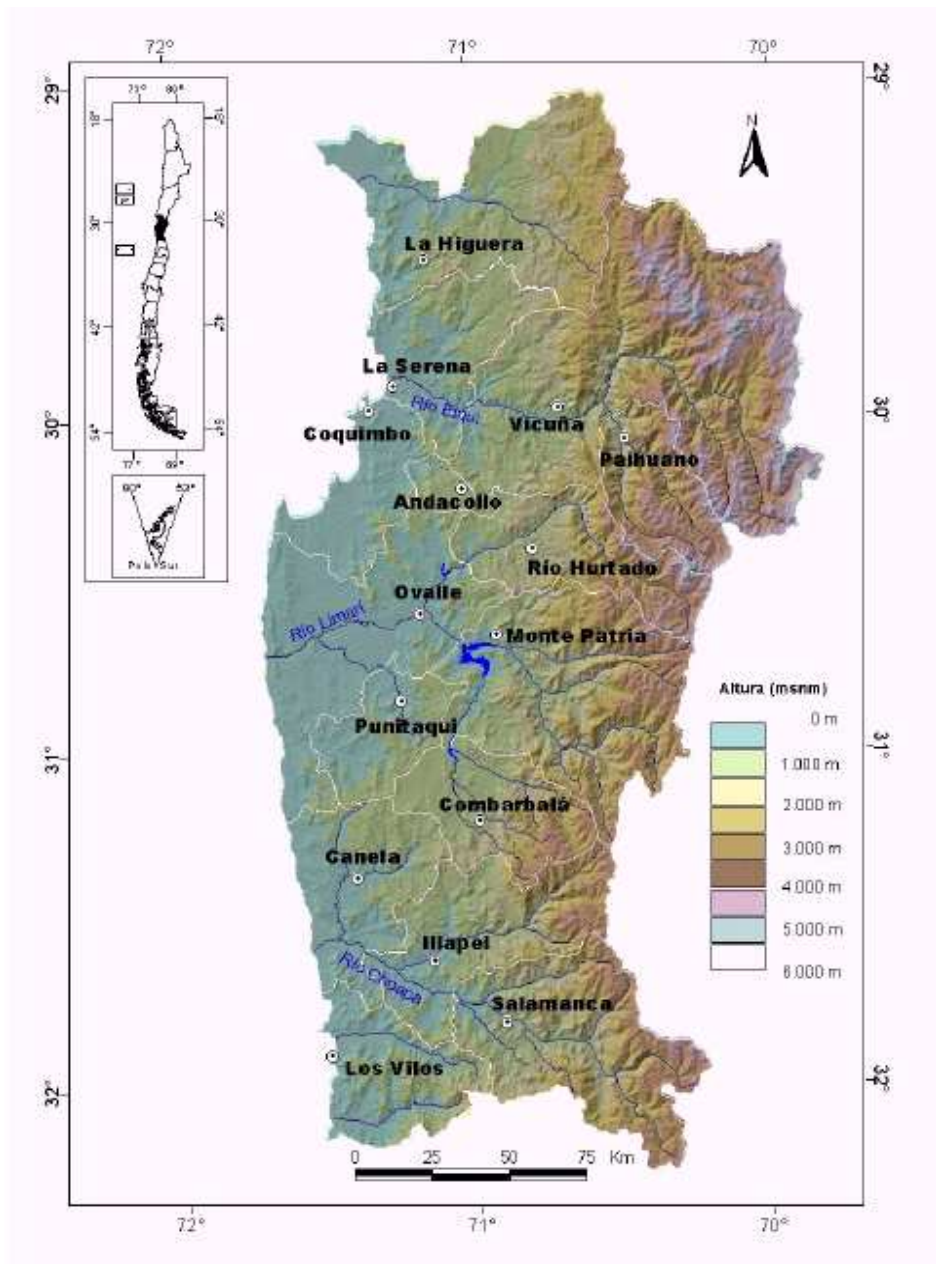 72°
71°
70°
29°
29°
N
La Higuera
La Serena
Río Elqui
Vicuña
Coquimbo
Paihuano
Andacollo
Río Hurtado
Ovalle
Río Limarí
Monte Patria
Punitaqui
Combarbalá
Canela
Illapel
Río Choapa
Salamanca
Los Vilos
30°
30°
31°
31°
32°
32°
Altura (msnm)
0 m
1.000 m
2.000 m
3.000 m
4.000 m
5.000 m
6.000 m
0
25
50
75
Km
72°
71°
70°
30°
42°
54°
Polo Sur